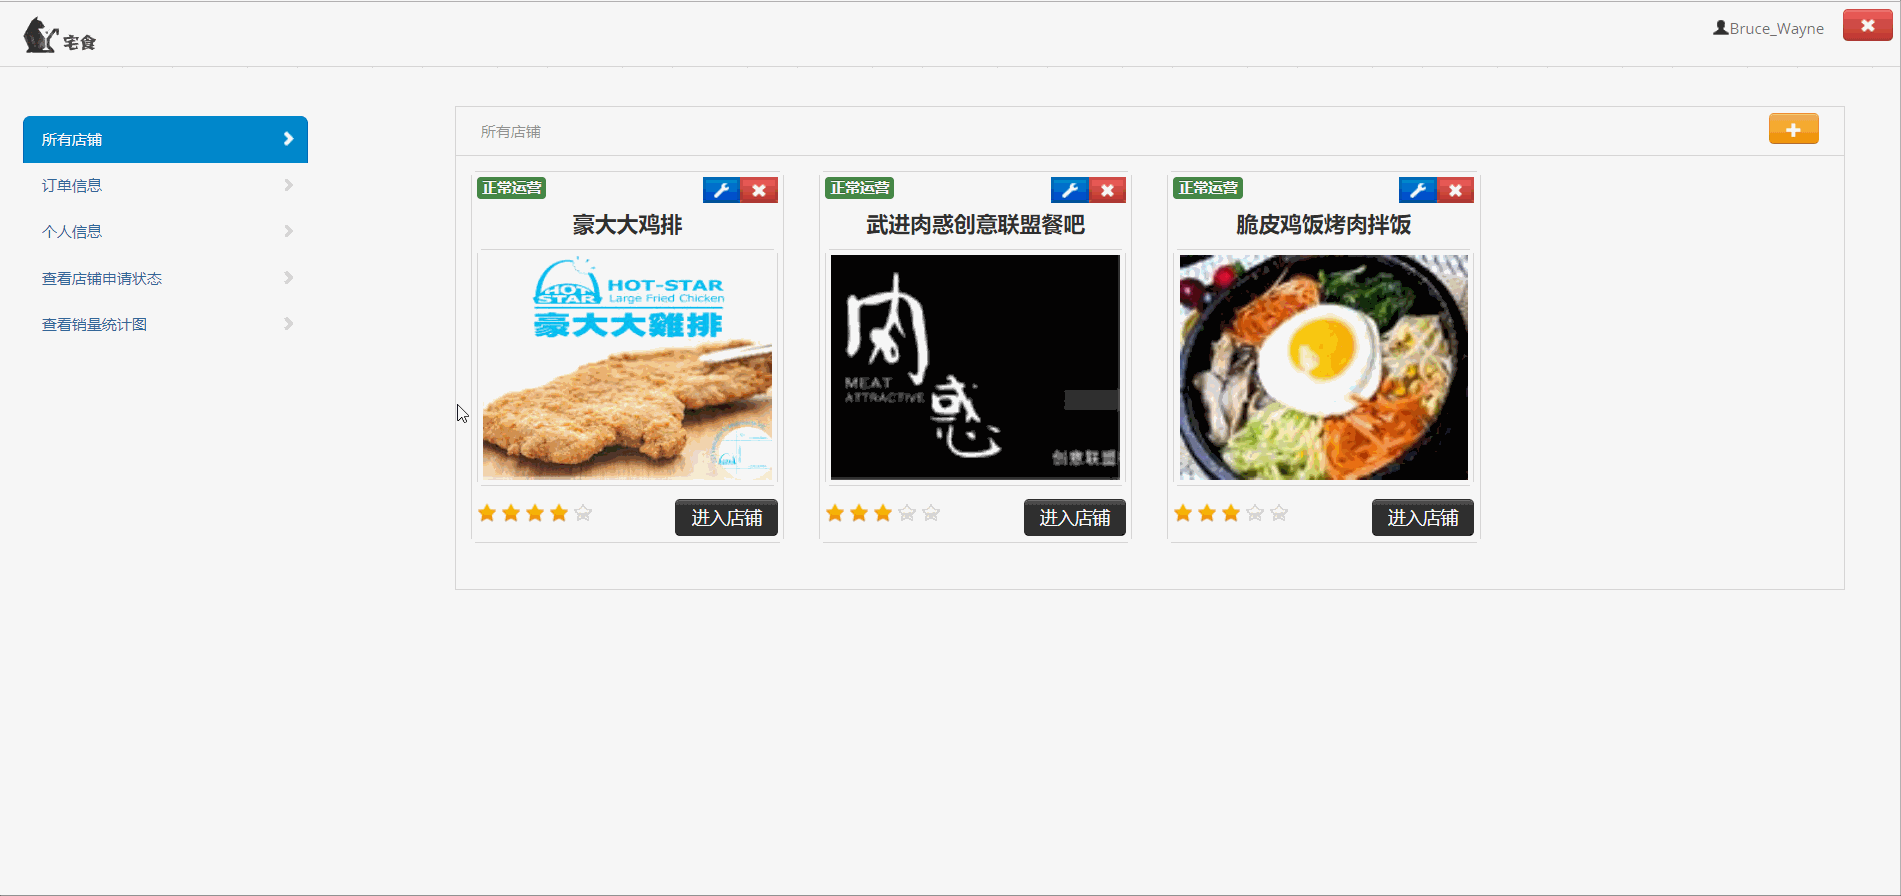 宅食
Bruce_Wayne
所有店铺
订单信息
个人信息
查看店铺申请状态
查看销量统计图
所有店铺
正常运营
豪大大鸡排
HOT STAR
HOT-STAR
Large Fried Chicken
豪大大雞排
进入店铺
正常运营
武进肉惑创意联盟餐吧
肉惑
MEAT
ATTRACTIVE
创意联盟
进入店铺
正常运营
脆皮鸡饭烤肉拌饭
进入店铺